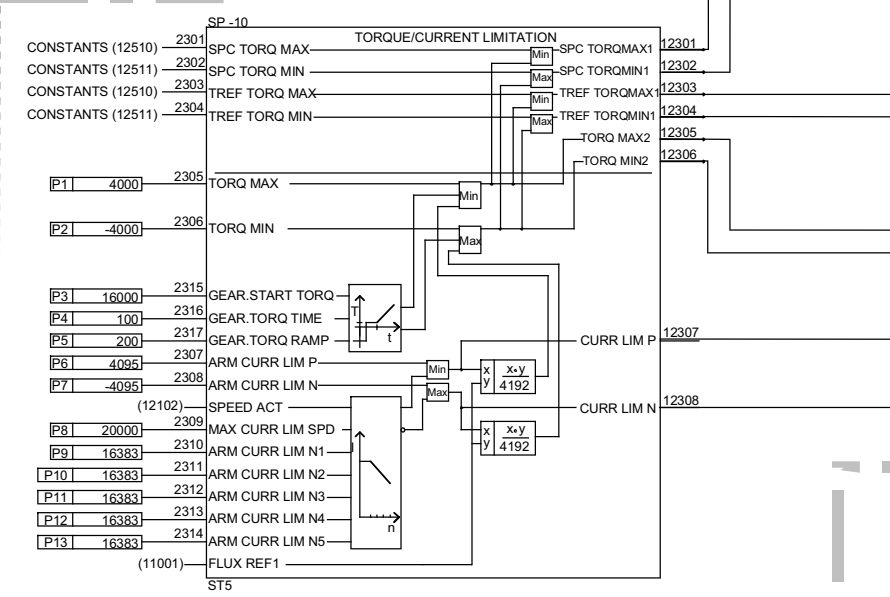 SP -10
TORQUE/CURRENT LIMITATION
CONSTANTS (12510) 2301 SPC TORQ MAX Min SPC TORQMAX1 12301
CONSTANTS (12511) 2302 SPC TORQ MIN Max SPC TORQMIN1 12302
CONSTANTS (12510) 2303 TREF TORQ MAX Min TREF TORQMAX1 12303
CONSTANTS (12511) 2304 TREF TORQ MIN Max TREF TORQMIN1 12304
TORQ MAX2 12305
TORQ MIN2 12306
P1 4000 2305 TORQ MAX Min
P2 -4000 2306 TORQ MIN Max
P3 16000 2315 GEAR.START TORQ
P4 100 2316 GEAR.TORQ TIME T
P5 200 2317 GEAR.TORQ RAMP t CURR LIM P 12307
P6 4095 2307 ARM CURR LIM P Min x y x•y 4192
P7 -4095 2308 ARM CURR LIM N Max
(12102) SPEED ACT CURR LIM N 12308
P8 20000 2309 MAX CURR LIM SPD x y x•y 4192
P9 16383 2310 ARM CURR LIM N1 I
P10 16383 2311 ARM CURR LIM N2
P11 16383 2312 ARM CURR LIM N3
P12 16383 2313 ARM CURR LIM N4 n
P13 16383 2314 ARM CURR LIM N5
(11001) FLUX REF1
ST5